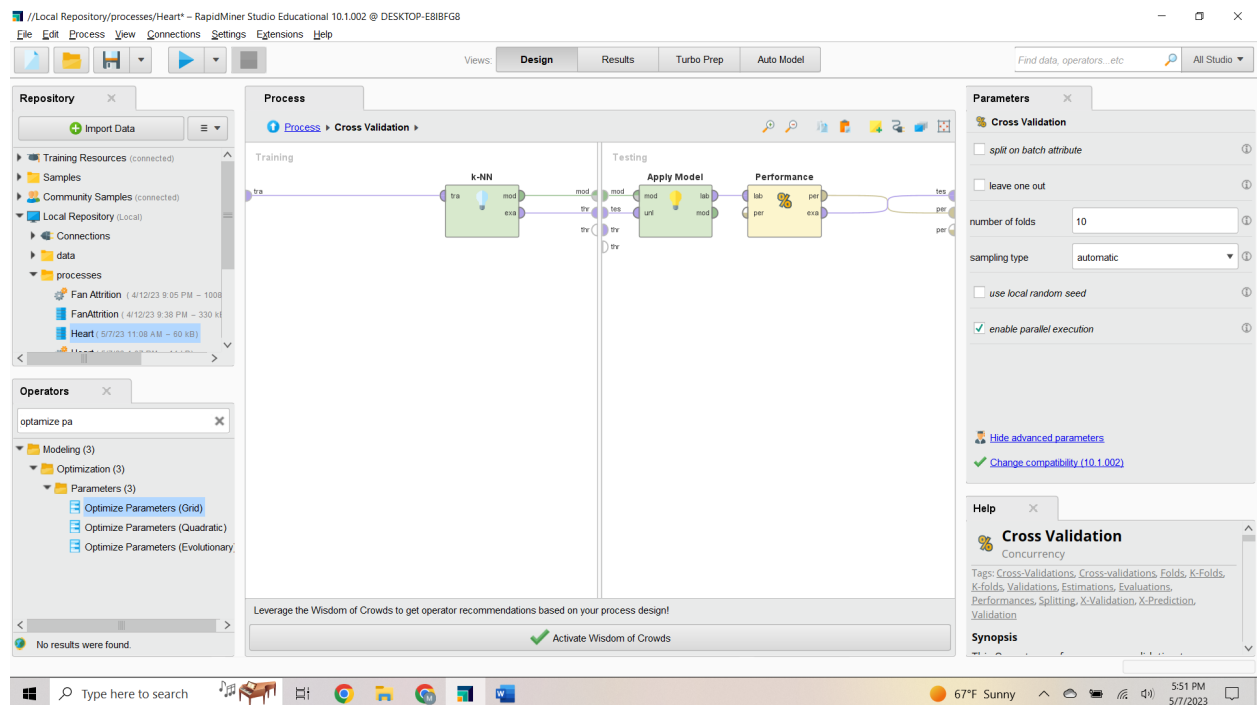 //Local Repository/processes/Heart* – RapidMiner Studio Educational 10.1.002 @ DESKTOP-E8IBFG8
File Edit Process View Connections Settings Extensions Help
Views: Design Results Turbo Prep Auto Model
Find data, operators...etc
All Studio
Repository
Import Data
Training Resources (connected)
Samples
Community Samples (connected)
Local Repository (Local)
Connections
data
processes
Fan Attrition ( 4/12/23 9:05 PM – 100
FanAttrition ( 4/12/23 9:38 PM – 330
Heart ( 5/7/23 11:08 AM – 60 kB)
Operators
optamize pa
Modeling (3)
Optimization (3)
Parameters (3)
Optimize Parameters (Grid)
Optimize Parameters (Quadratic)
Optimize Parameters (Evolutionary
No results were found.
Process
Process Cross Validation
Training
tra
k-NN
tra mod
exa
mod
thr
thr
Testing
mod
tes
thr
thr
Apply Model
mod lab
unl mod
Performance
lab per
per exa
tes
per
per
Leverage the Wisdom of Crowds to get operator recommendations based on your process design!
Activate Wisdom of Crowds
Parameters
Cross Validation
split on batch attribute
leave one out
number of folds 10
sampling type automatic
use local random seed
enable parallel execution
Hide advanced parameters
Change compatibility (10.1.002)
Help
Cross Validation
Concurrency
Tags: Cross-Validations, Cross-validations, Folds, K-Folds,
K-folds, Validations, Estimations, Evaluations,
Performances, Splitting, X-Validation, X-Prediction,
Validation
Synopsis
Type here to search
67°F Sunny
5:51 PM
5/7/2023